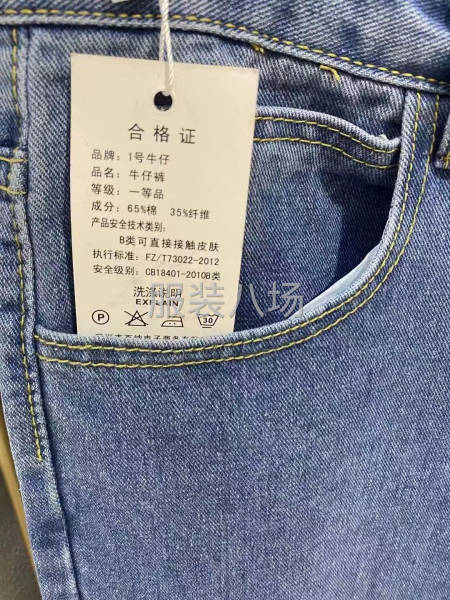 合格证
品牌：1号牛仔
品名：牛仔裤
等级：一等品
成分：65%棉 35%纤维
产品安全技术类别：
B类可直接接触皮肤
执行标准：FZ/T73022-2012
安全级别：CB18401-2010B类
洗涤说明
EXPLAIN
服装八场
P
30